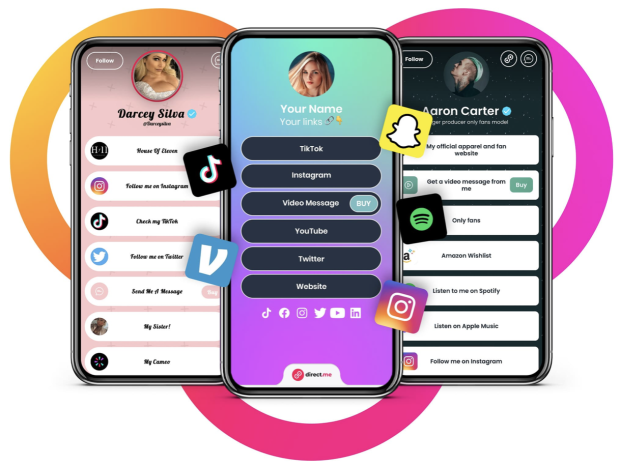 Follow
Darcey Silva
@Darceysilva
H·11
House Of Eleven
Follow me on Instagram
Check my TikTok
Follow me on Twitter
Send Me A Message
Buy
My Sister!
My Cameo
Your Name
Your links
TikTok
Instagram
Video Message
BUY
YouTube
Twitter
Website
direct.me
Follow
Aaron Carter
producer only fans model
My official apparel and fan
website
Get a video message from
me
Buy
Only fans
Amazon Wishlist
Listen to me on Spotify
Listen on Apple Music
Follow me on Instagram